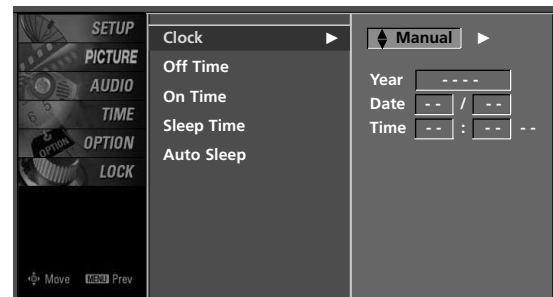 SETUP
PICTURE
AUDIO
TIME
OPTION
LOCK
Move MENU Prev
Clock ►
Off Time
On Time
Sleep Time
Auto Sleep
Manual ►
Year - - - -
Date - - / - -
Time - - : - - - -